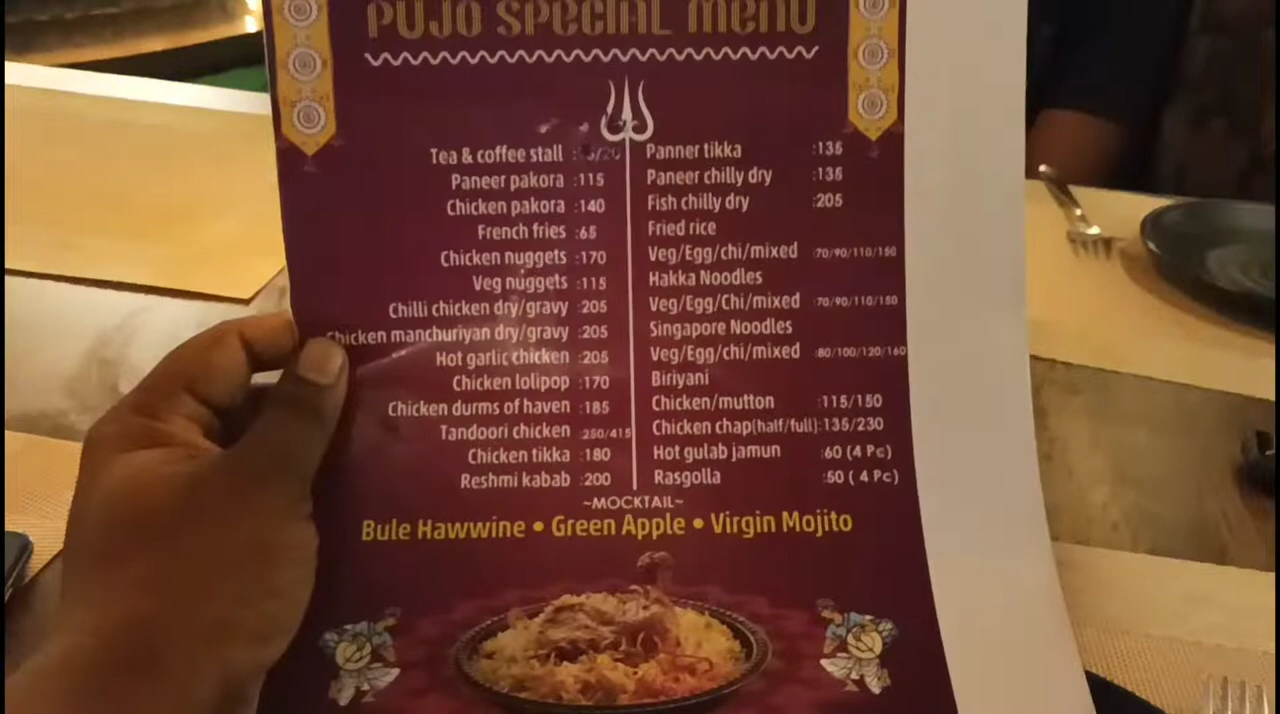 PUJO SPECIAL MENU
Tea & coffee stall
Paneer pakora :115
Chicken pakora :140
French fries :65
Chicken nuggets :170
Veg nuggets :115
Chilli chicken dry/gravy :205
Chicken manchuriyan dry/gravy :205
Hot garlic chicken :205
Chicken lolipop :170
Chicken durms of haven :185
Tandoori chicken :250/415
Chicken tikka :180
Reshmi kabab :200
Panner tikka :135
Paneer chilly dry :135
Fish chilly dry :205
Fried rice
Veg/Egg/chi/mixed :70/90/110/150
Hakka Noodles
Veg/Egg/Chi/mixed :70/90/110/150
Singapore Noodles
Veg/Egg/chi/mixed :80/100/120/160
Biriyani
Chicken/mutton :115/150
Chicken chap(half/full):135/230
Hot gulab jamun :60 (4 Pc)
Rasgolla :50 ( 4 Pc)
~MOCKTAIL~
Bule Hawwine • Green Apple • Virgin Mojito